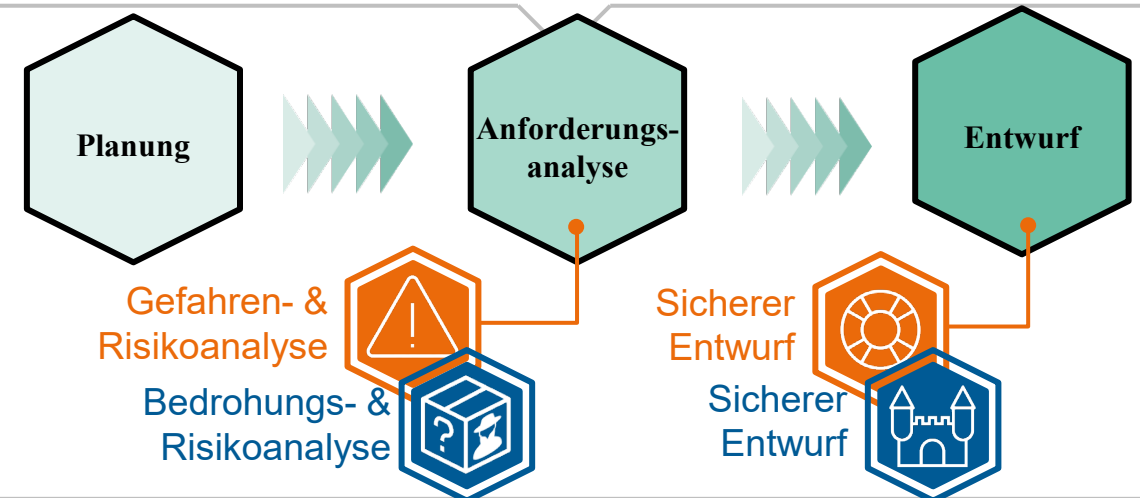 Planung
Anforderungs-
analyse
Entwurf
Gefahren- &
Risikoanalyse
Bedrohungs- &
Risikoanalyse
?
Sicherer
Entwurf
Sicherer
Entwurf